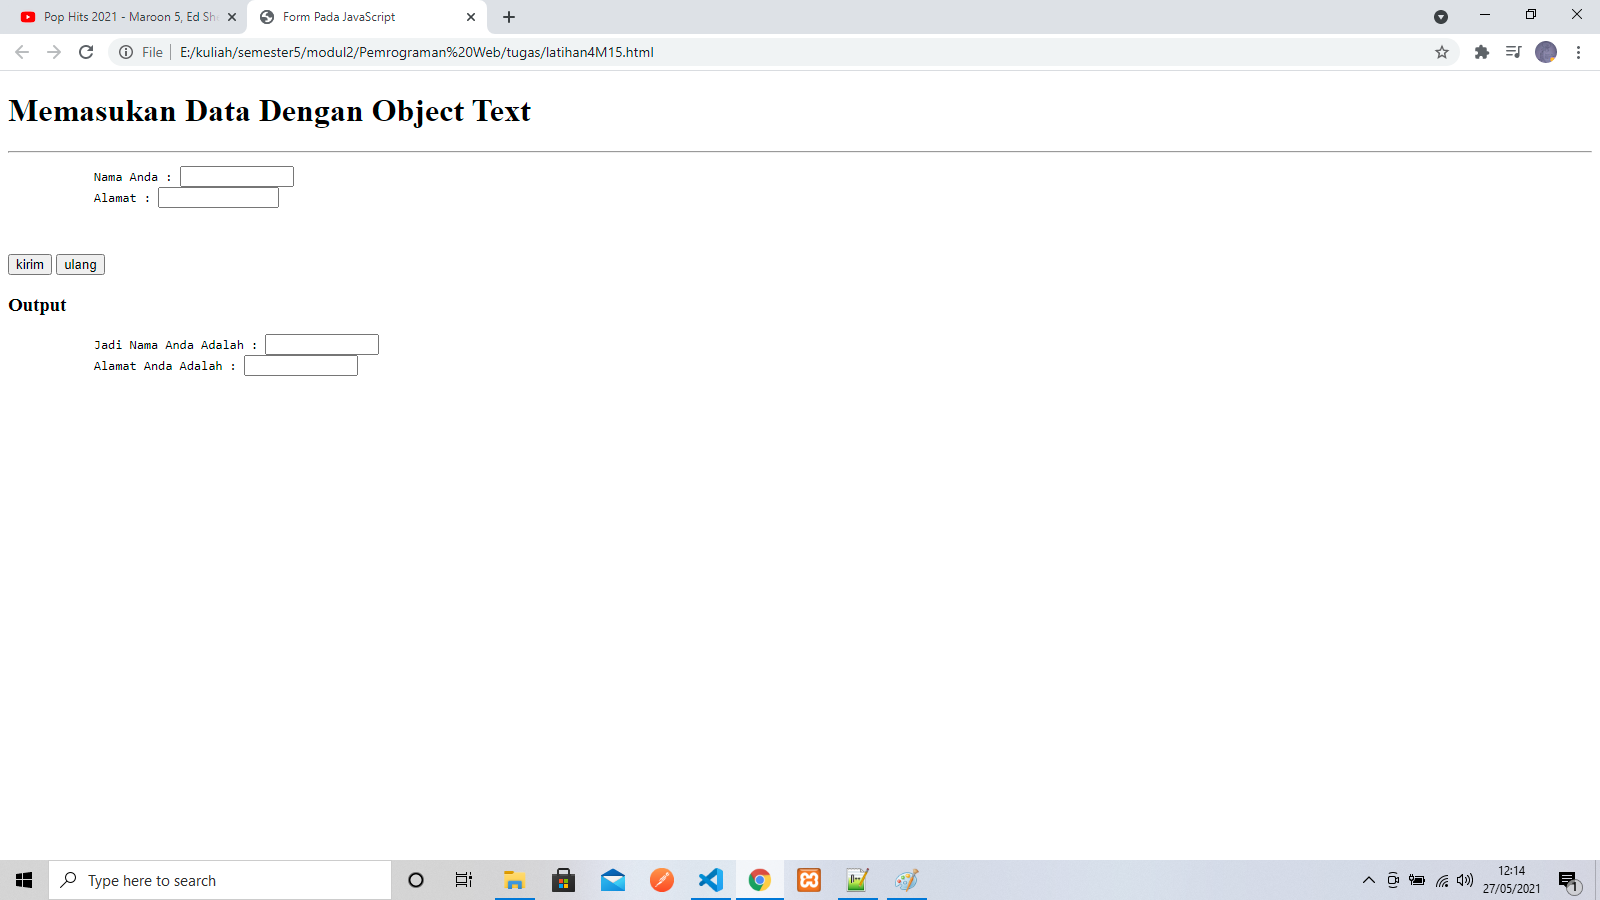 Pop Hits 2021 - Maroon 5, Ed Sh
Form Pada JavaScript
File
E:/kuliah/semester5/modul2/Pemrograman%20Web/tugas/latihan4M15.html
Memasukan Data Dengan Object Text
Nama Anda :
Alamat :
kirim ulang
Output
Jadi Nama Anda Adalah :
Alamat Anda Adalah :
Type here to search
12:14
27/05/2021
1